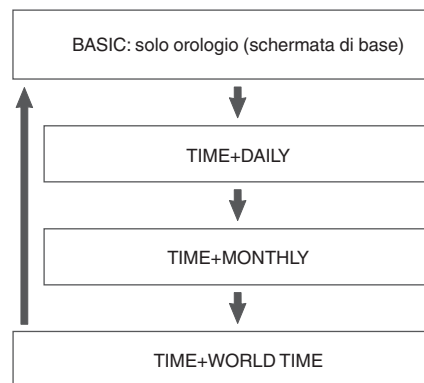 BASIC: solo orologio (schermata di base)
TIME+DAILY
TIME+MONTHLY
TIME+WORLD TIME